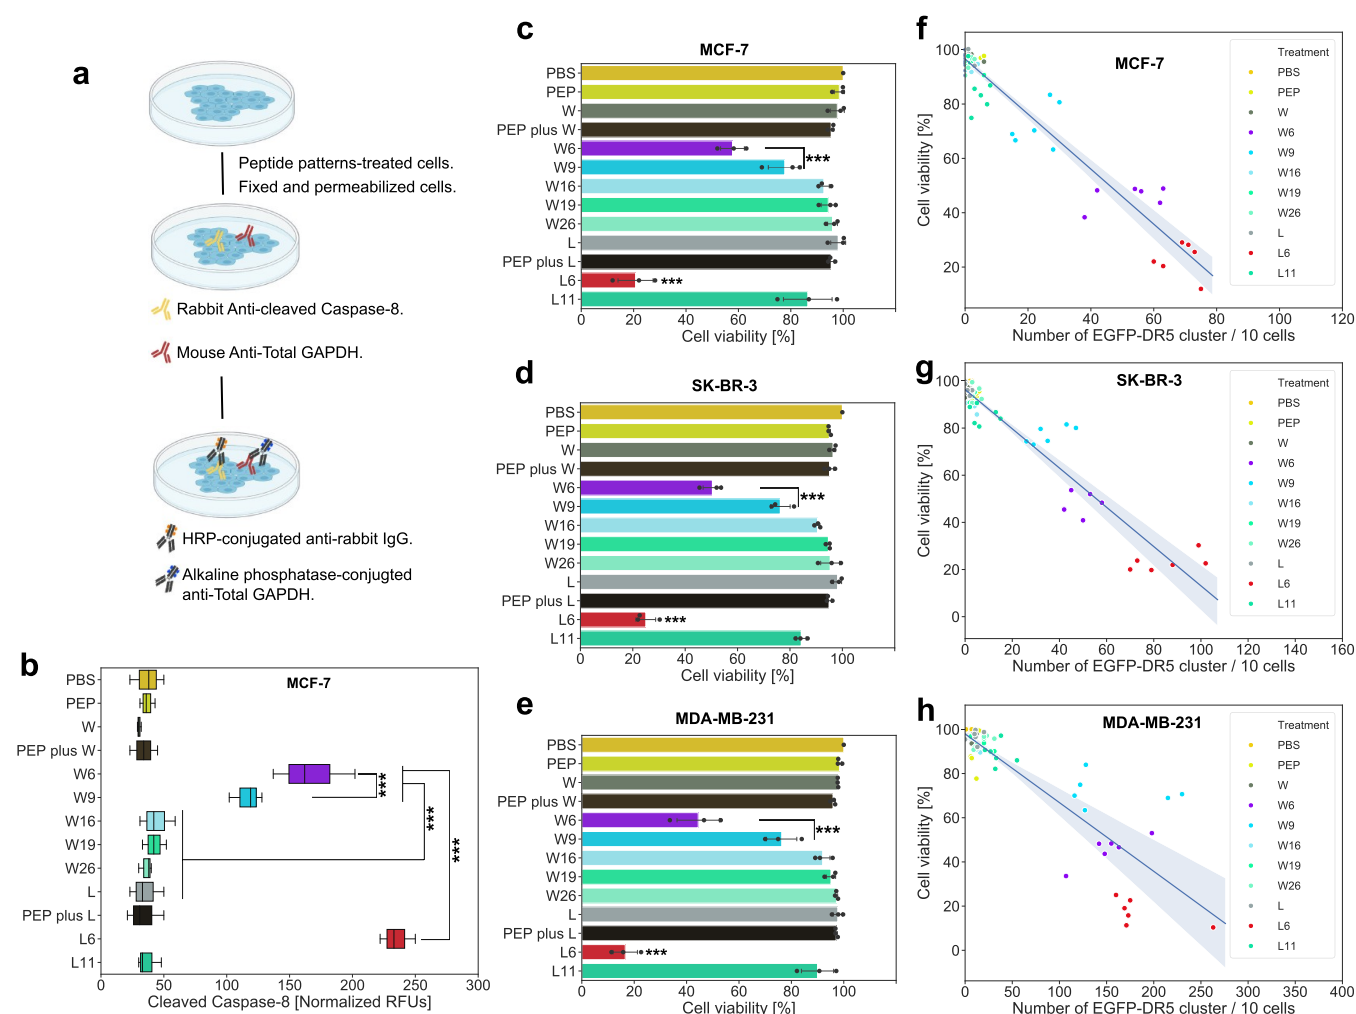 a
Peptide patterns-treated cells.
Fixed and permeabilized cells.
Rabbit Anti-cleaved Caspase-8.
Mouse Anti-Total GAPDH.
HRP-conjugated anti-rabbit IgG.
Alkaline phosphatase-conjugted
anti-Total GAPDH.
b
MCF-7
PBS
PEP
W
PEP plus W
W6
W9
W16
W19
W26
L
PEP plus L
L6
L11
***
***
***
0 50 100 150 200 250 300
Cleaved Caspase-8 [Normalized RFUs]
c
MCF-7
PBS
PEP
W
PEP plus W
W6
W9
***
W16
W19
W26
L
PEP plus L
L6 ***
L11
0 20 40 60 80 100
Cell viability [%]
d
SK-BR-3
PBS
PEP
W
PEP plus W
W6
W9
***
W16
W19
W26
L
PEP plus L
L6 ***
L11
0 20 40 60 80 100
Cell viability [%]
e
MDA-MB-231
PBS
PEP
W
PEP plus W
W6
***
W9
W16
W19
W26
L
PEP plus L
L6 ***
L11
0 20 40 60 80 100
Cell viability [%]
f
MCF-7
Cell viability [%]
100
80
60
40
20
0 20 40 60 80 100 120
Number of EGFP-DR5 cluster / 10 cells
Treatment
PBS
PEP
W
W6
W9
W16
W19
W26
L
L6
L11
g
SK-BR-3
Cell viability [%]
100
80
60
40
20
0
0 20 40 60 80 100 120 140 160
Number of EGFP-DR5 cluster / 10 cells
Treatment
PBS
PEP
W
W6
W9
W16
W19
W26
L
L6
L11
h
MDA-MB-231
Cell viability [%]
100
80
60
40
20
0
0 50 100 150 200 250 300 350 400
Number of EGFP-DR5 cluster / 10 cells
Treatment
PBS
PEP
W
W6
W9
W16
W19
W26
L
L6
L11